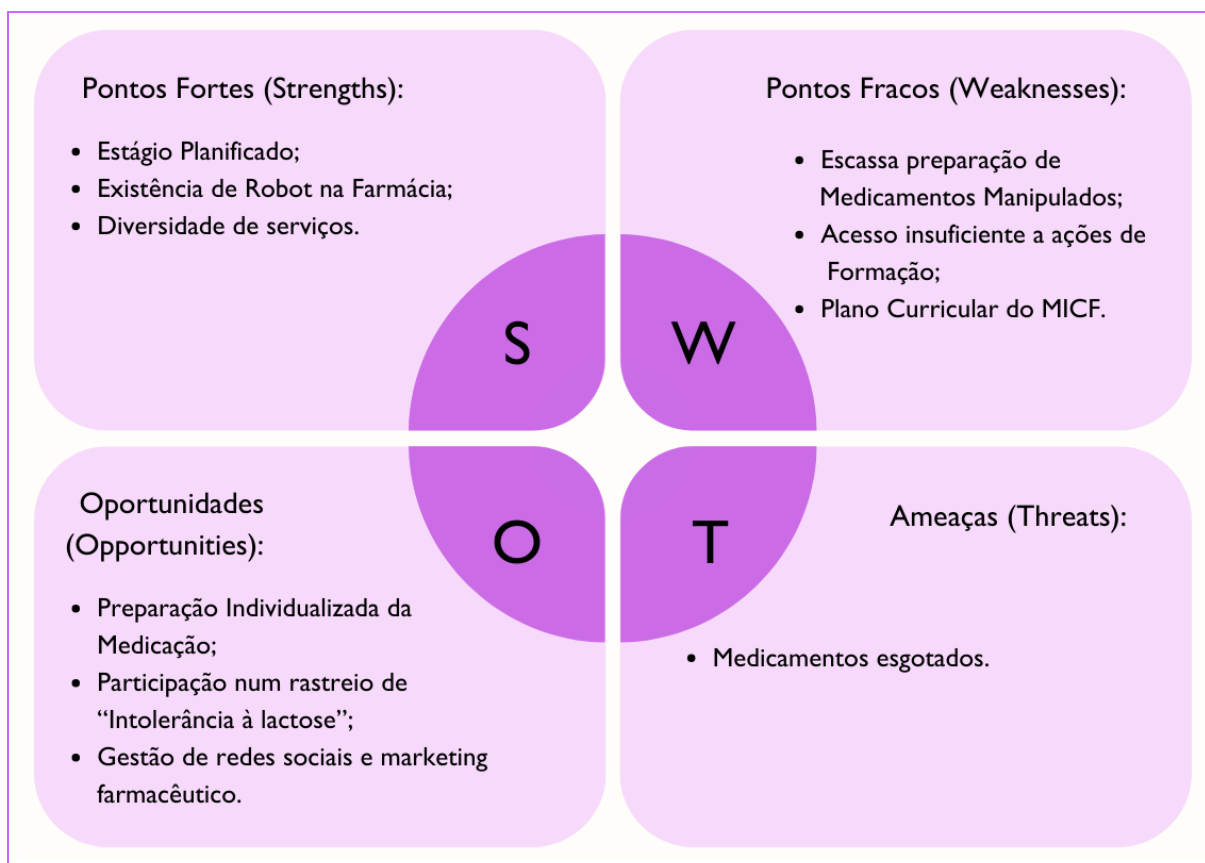 Pontos Fortes (Strengths):
• Estágio Planificado;
• Existência de Robot na Farmácia;
• Diversidade de serviços.
S
Pontos Fracos (Weaknesses):
• Escassa preparação de
Medicamentos Manipulados;
• Acesso insuficiente a ações de
Formação;
• Plano Curricular do MICF.
W
Oportunidades
(Opportunities):
• Preparação Individualizada da
Medicação;
• Participação num rastreio de
“Intolerância à lactose”;
• Gestão de redes sociais e marketing
farmacêutico.
O
Ameaças (Threats):
• Medicamentos esgotados.
T